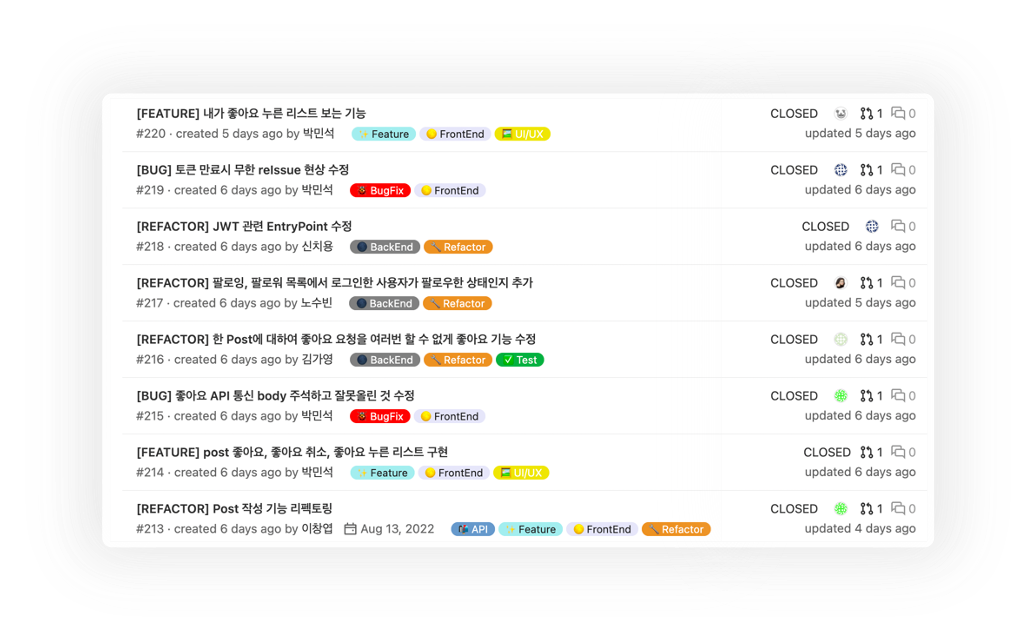 [FEATURE] 내가 좋아요 누른 리스트 보는 기능 CLOSED 1 0
#220 · created 5 days ago by 박민석 Feature FrontEnd UI/UX updated 5 days ago
[BUG] 토큰 만료시 무한 reIssue 현상 수정 CLOSED 1 0
#219 · created 6 days ago by 박민석 BugFix FrontEnd updated 6 days ago
[REFACTOR] JWT 관련 EntryPoint 수정 CLOSED 0
#218 · created 6 days ago by 신치용 BackEnd Refactor updated 6 days ago
[REFACTOR] 팔로잉, 팔로워 목록에서 로그인한 사용자가 팔로우한 상태인지 추가 CLOSED 1 0
#217 · created 6 days ago by 노수빈 BackEnd Refactor updated 5 days ago
[REFACTOR] 한 Post에 대하여 좋아요 요청을 여러번 할 수 없게 좋아요 기능 수정 CLOSED 1 0
#216 · created 6 days ago by 김가영 BackEnd Refactor Test updated 6 days ago
[BUG] 좋아요 API 통신 body 주석하고 잘못올린 것 수정 CLOSED 1 0
#215 · created 6 days ago by 박민석 BugFix FrontEnd updated 6 days ago
[FEATURE] post 좋아요, 좋아요 취소, 좋아요 누른 리스트 구현 CLOSED 1 0
#214 · created 6 days ago by 박민석 Feature FrontEnd UI/UX updated 6 days ago
[REFACTOR] Post 작성 기능 리펙토링 CLOSED 1 0
#213 · created 6 days ago by 이창엽 Aug 13, 2022 API Feature FrontEnd Refactor updated 4 days ago